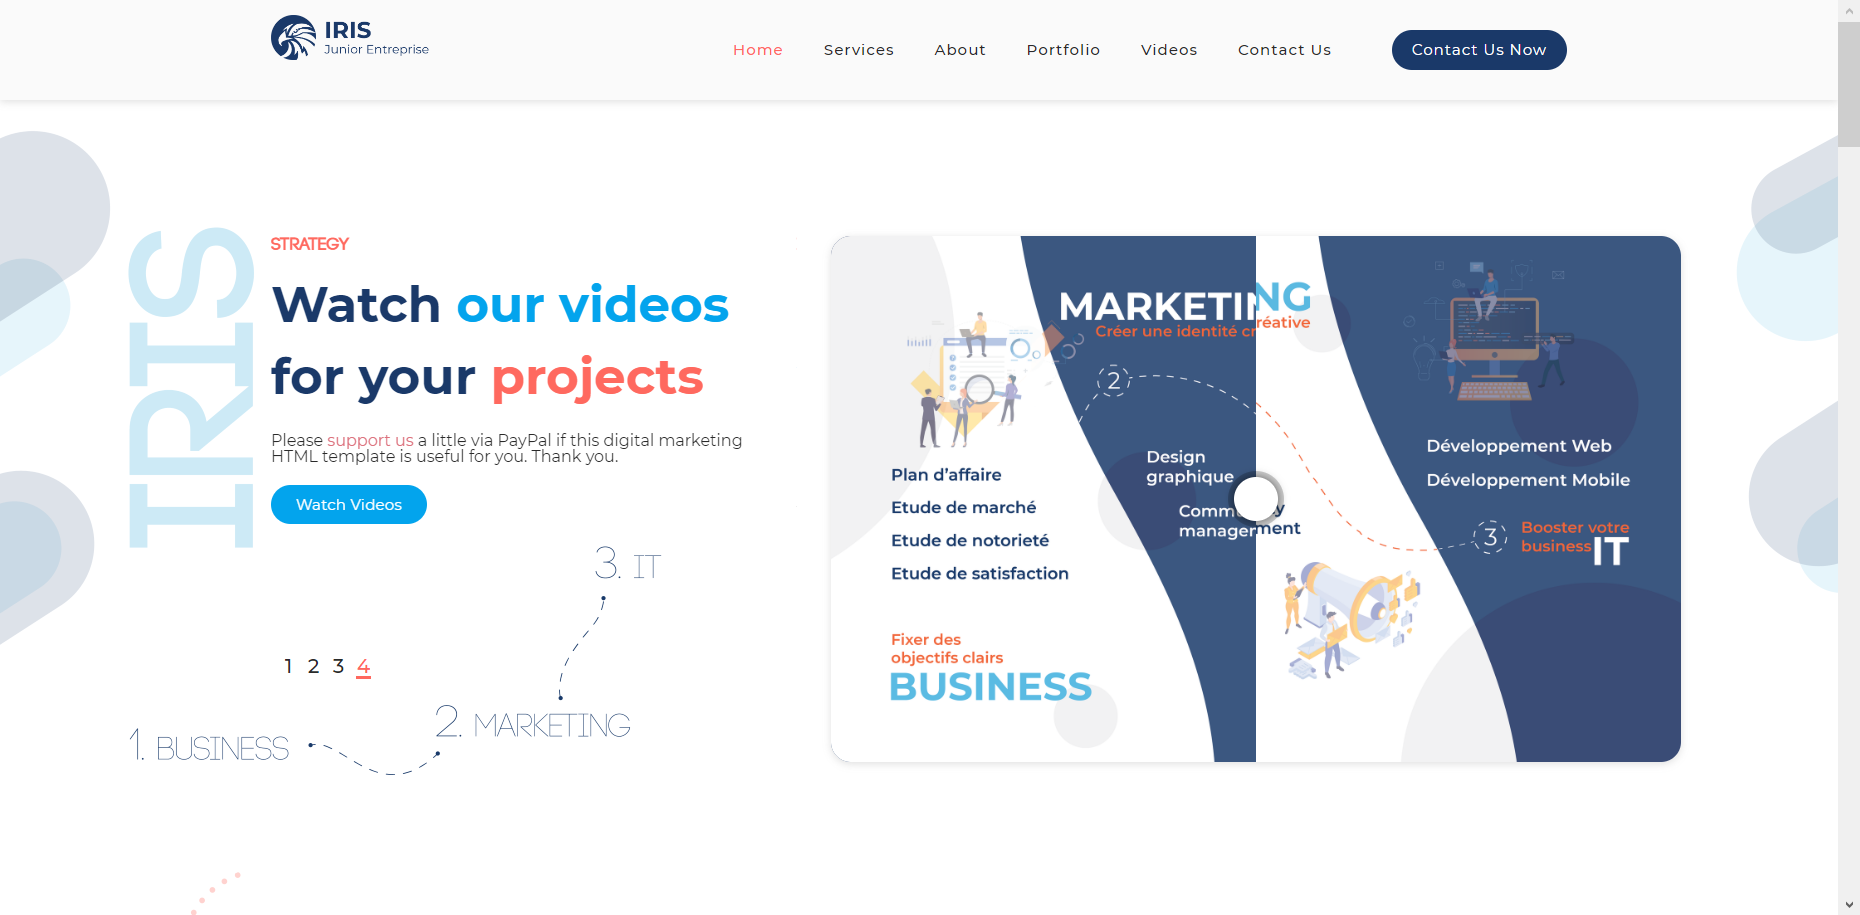 IRIS
Junior Entreprise
Home
Services
About
Portfolio
Videos
Contact Us
Contact Us Now
IRIS
STRATEGY
Watch our videos
for your projects
Please support us a little via PayPal if this digital marketing
HTML template is useful for you. Thank you.
Watch Videos
3. IT
1 2 3 4
2. MARKETING
1. BUSINESS
MARKETING
Créer une identité créative
2
Design
graphique
Plan d’affaire
Etude de marché
Etude de notorieté
Etude de satisfaction
management
Fixer des
objectifs clairs
BUSINESS
Développement Web
Développement Mobile
3
Booster votre
business IT